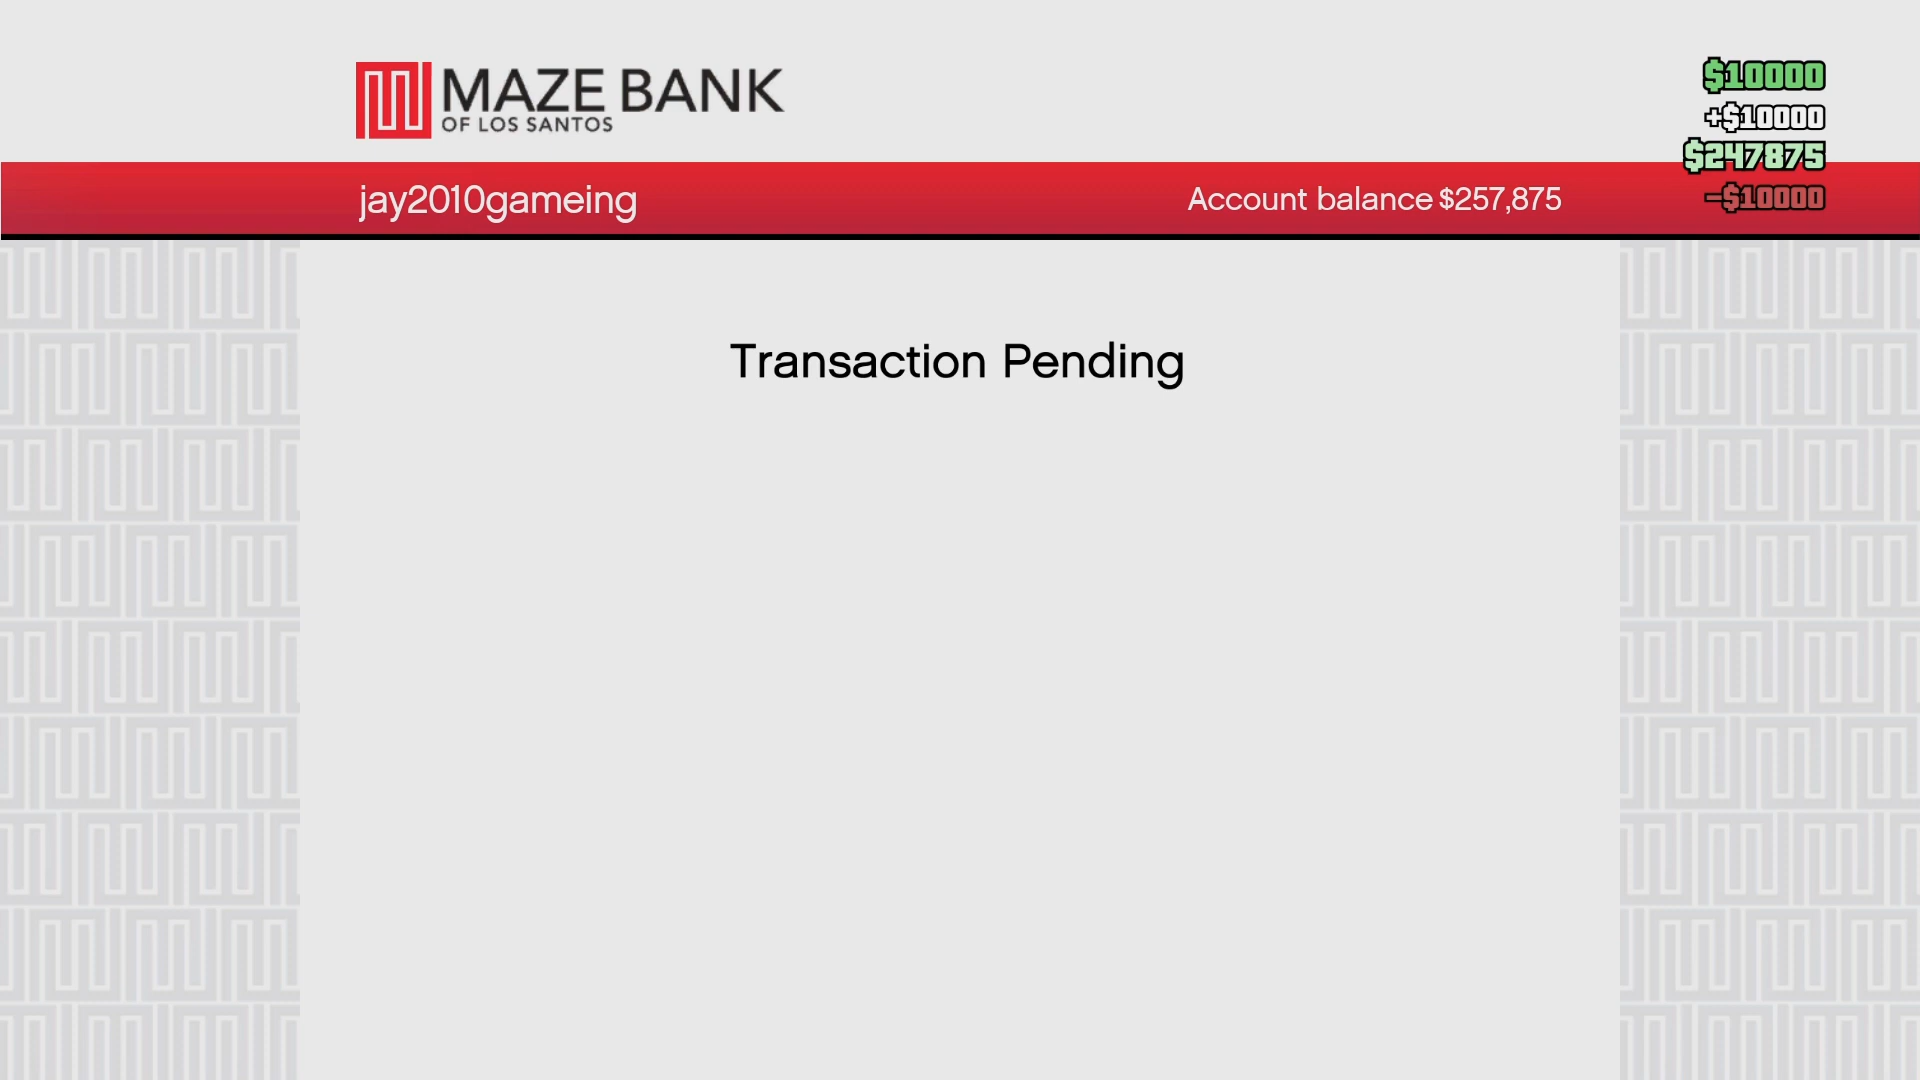 MAZE BANK
OF LOS SANTOS
$10000
+$10000
$247875
-$10000
jay2010gameing
Account balance $257,875
Transaction Pending